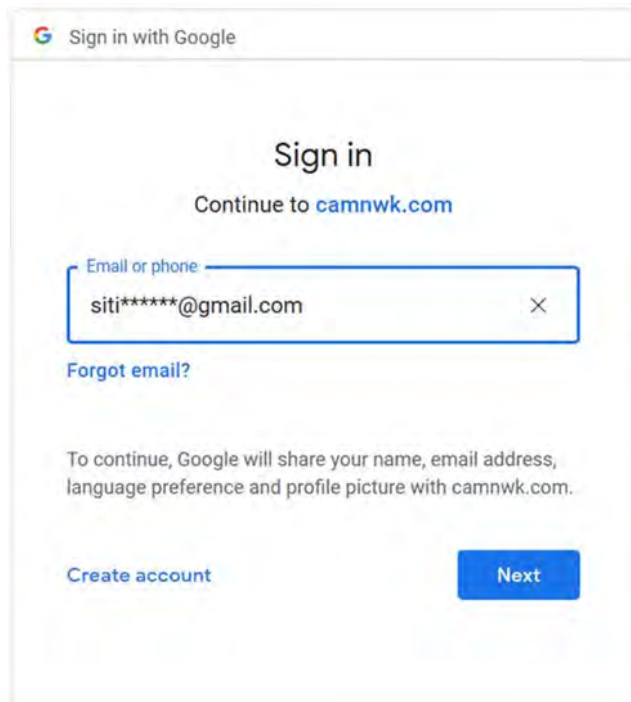 Sign in with Google
Sign in
Continue to camnwk.com
Email or phone
siti******@gmail.com
Forgot email?
To continue, Google will share your name, email address,
language preference and profile picture with camnwk.com.
Create account
Next